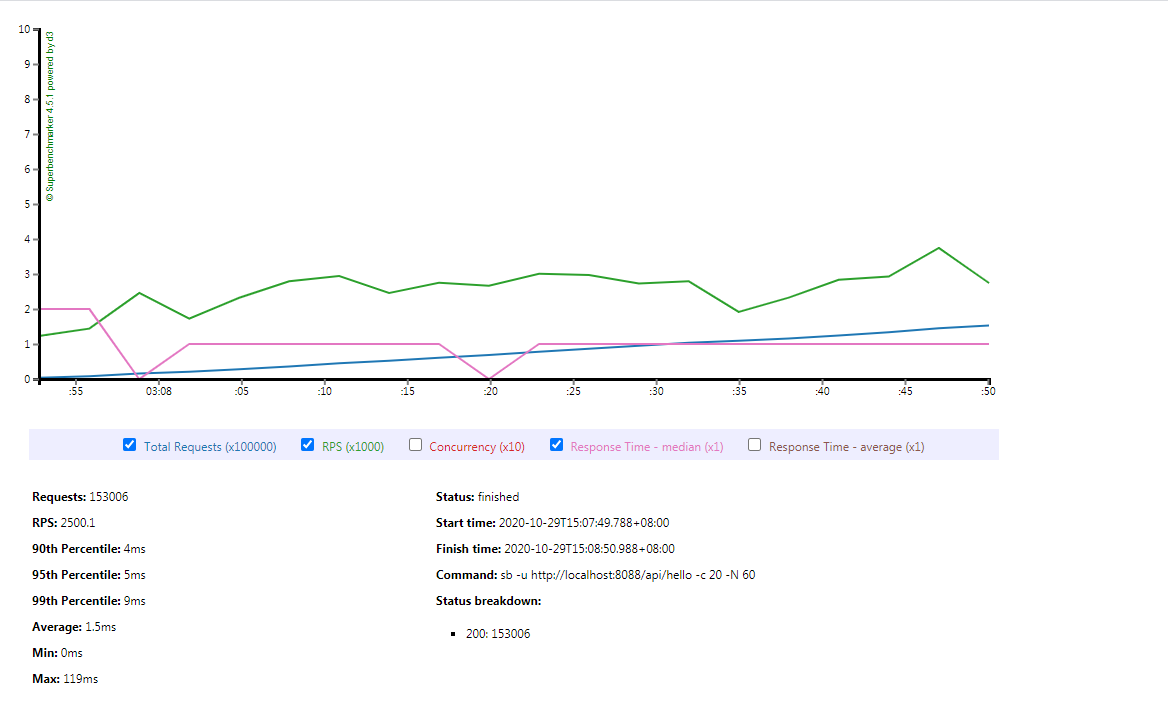 10
9
8
7
6
5
4
3
2
1
0
© Superbenchmarker 4.5.1 powered by d3
:55 03:08 :05 :10 :15 :20 :25 :30 :35 :40 :45 :50
Total Requests (x100000) RPS (x1000) Concurrency (x10) Response Time - median (x1) Response Time - average (x1)
Requests: 153006
RPS: 2500.1
90th Percentile: 4ms
95th Percentile: 5ms
99th Percentile: 9ms
Average: 1.5ms
Min: 0ms
Max: 119ms
Status: finished
Start time: 2020-10-29T15:07:49.788+08:00
Finish time: 2020-10-29T15:08:50.988+08:00
Command: sb -u http://localhost:8088/api/hello -c 20 -N 60
Status breakdown:
200: 153006